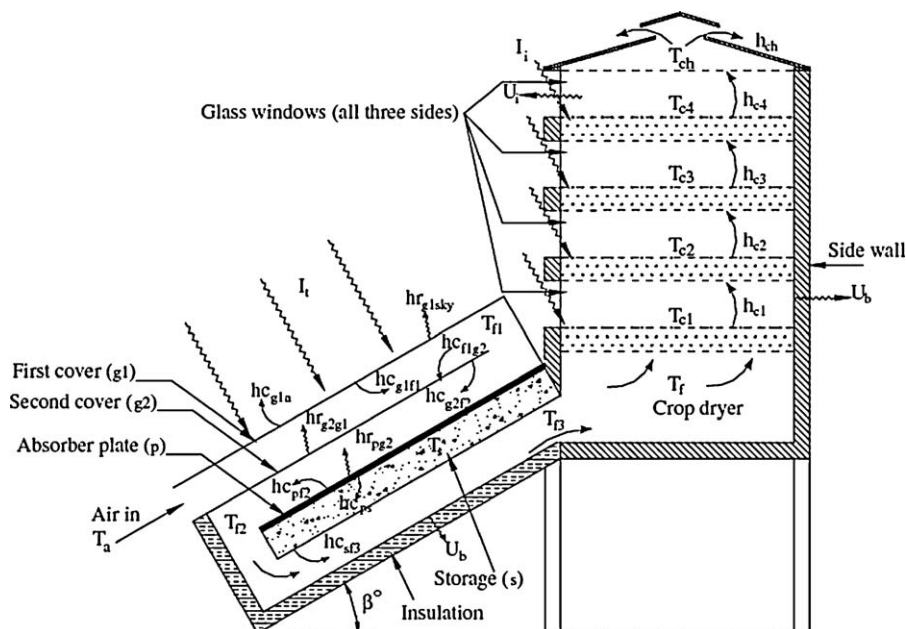 I_i
h_ch
T_ch
U_i
T_c4
h_c4
Glass windows (all three sides)
T_c3
h_c3
T_c2
h_c2
Side wall
I_t
U_b
hr_g1sky
T_f1
T_c1
h_c1
First cover (g1)
hc_g1a
hc_g1f1
hc_f1g2
T_f
Second cover (g2)
hr_g2g1
hc_g2f2
Crop dryer
Absorber plate (p)
hr_pg2
T_s
T_f3
hc_pf2
hc_ps
Air in
T_a
T_f2
hc_sf3
U_b
Storage (s)
β°
Insulation